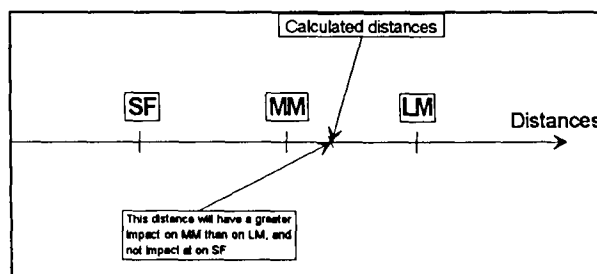 Calculated distances
SF MM LM
Distances
This distance will have a greater
impact on MM than on LM, and
not impact at on SF